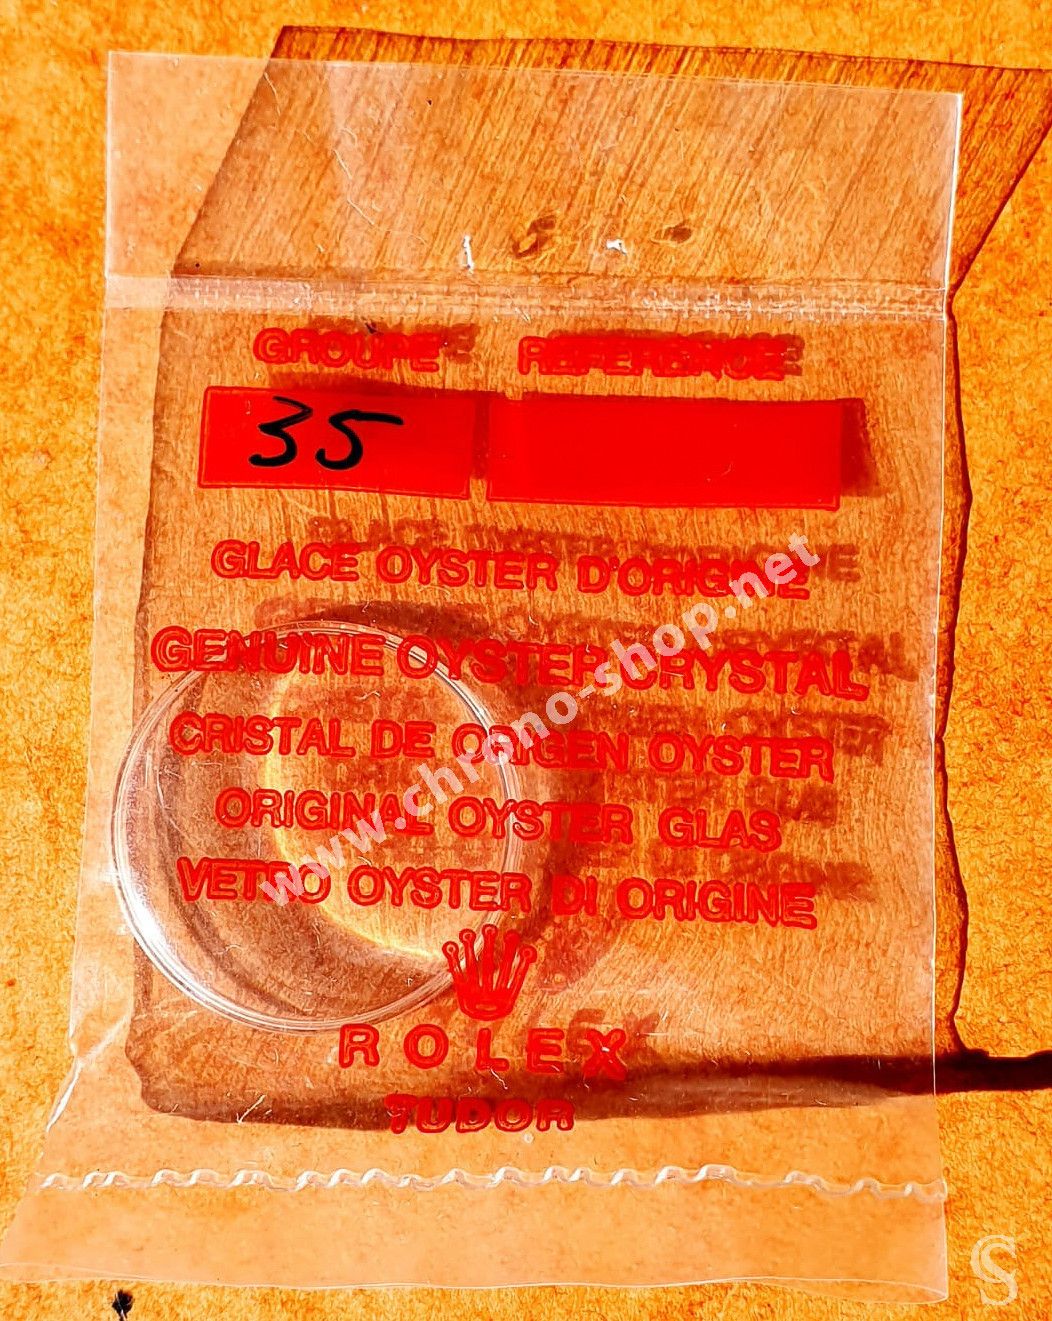 GROUPE REFERENCE
35
GLACE OYSTER D'ORIGINE
GENUINE OYSTER CRYSTAL
CRISTAL DE ORIGEN OYSTER
ORIGINAL OYSTER GLAS
VETRO OYSTER DI ORIGINE
ROLEX
TUDOR
www.chrono-shop.net